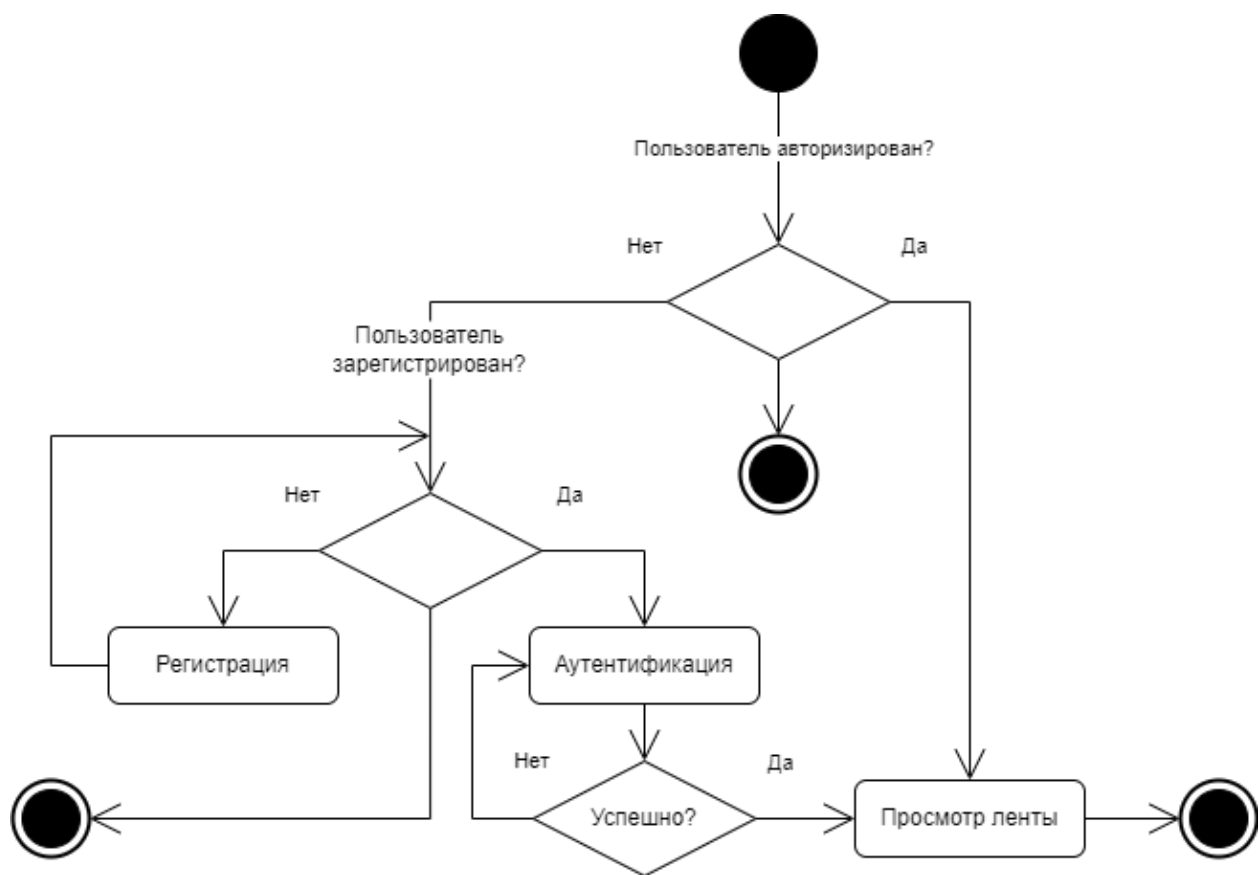 Пользователь авторизирован?
Нет
Да
Пользователь
зарегистрирован?
Нет
Да
Регистрация
Аутентификация
Нет
Да
Успешно?
Просмотр ленты